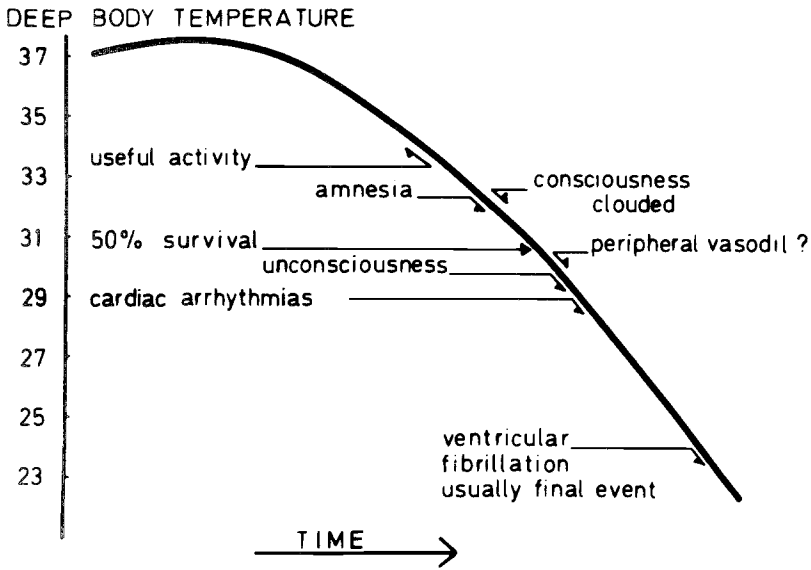 DEEP BODY TEMPERATURE
37
35
useful activity
33
consciousness
clouded
amnesia
31
50% survival
peripheral vasodil ?
unconsciousness
29
cardiac arrhythmias
27
25
ventricular
fibrillation
usually final event
23
TIME